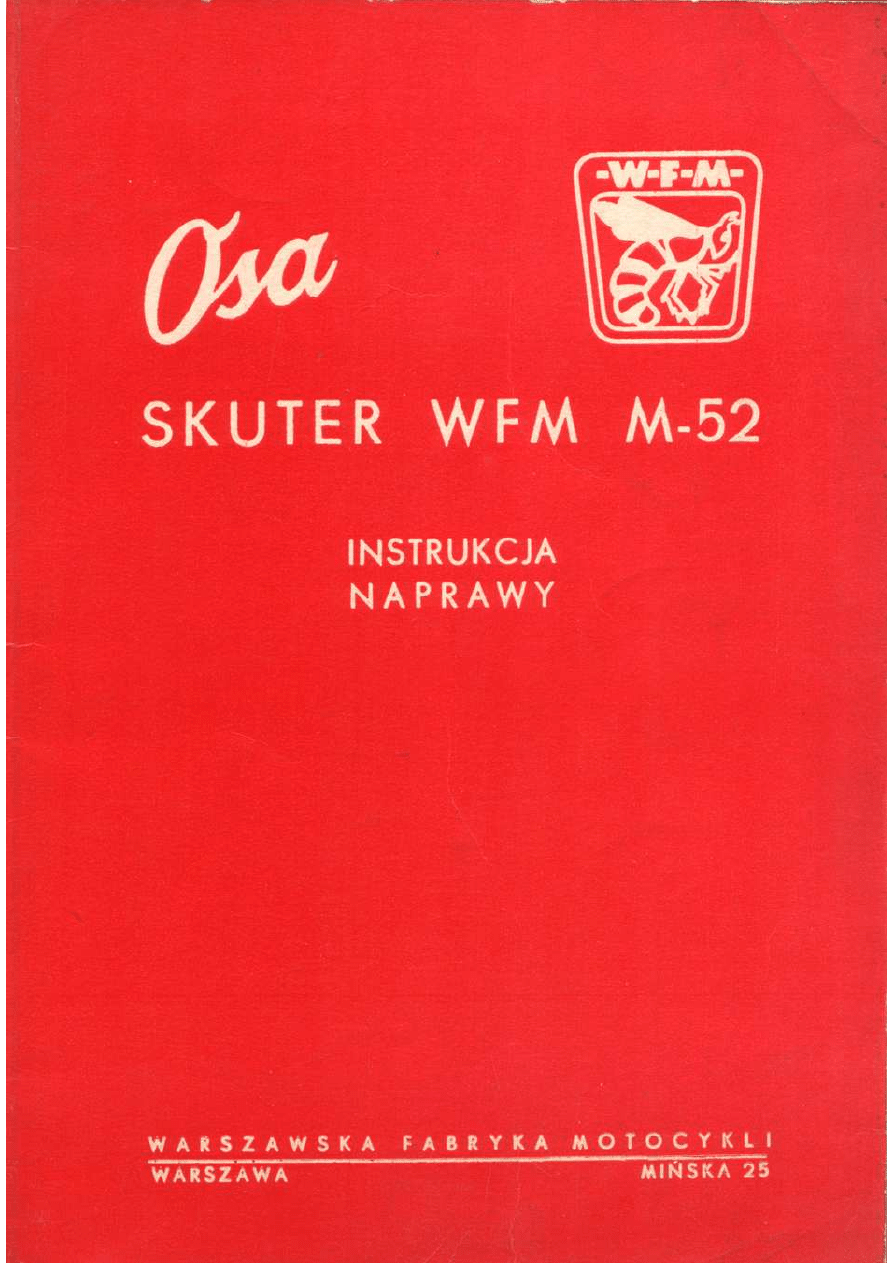 -W-F-M-
Osa
SKUTER WFM M-52
INSTRUKCJA
NAPRAWY
WARSZAWSKA FABRYKA MOTOCYKLI
WARSZAWA MIŃSKA 25